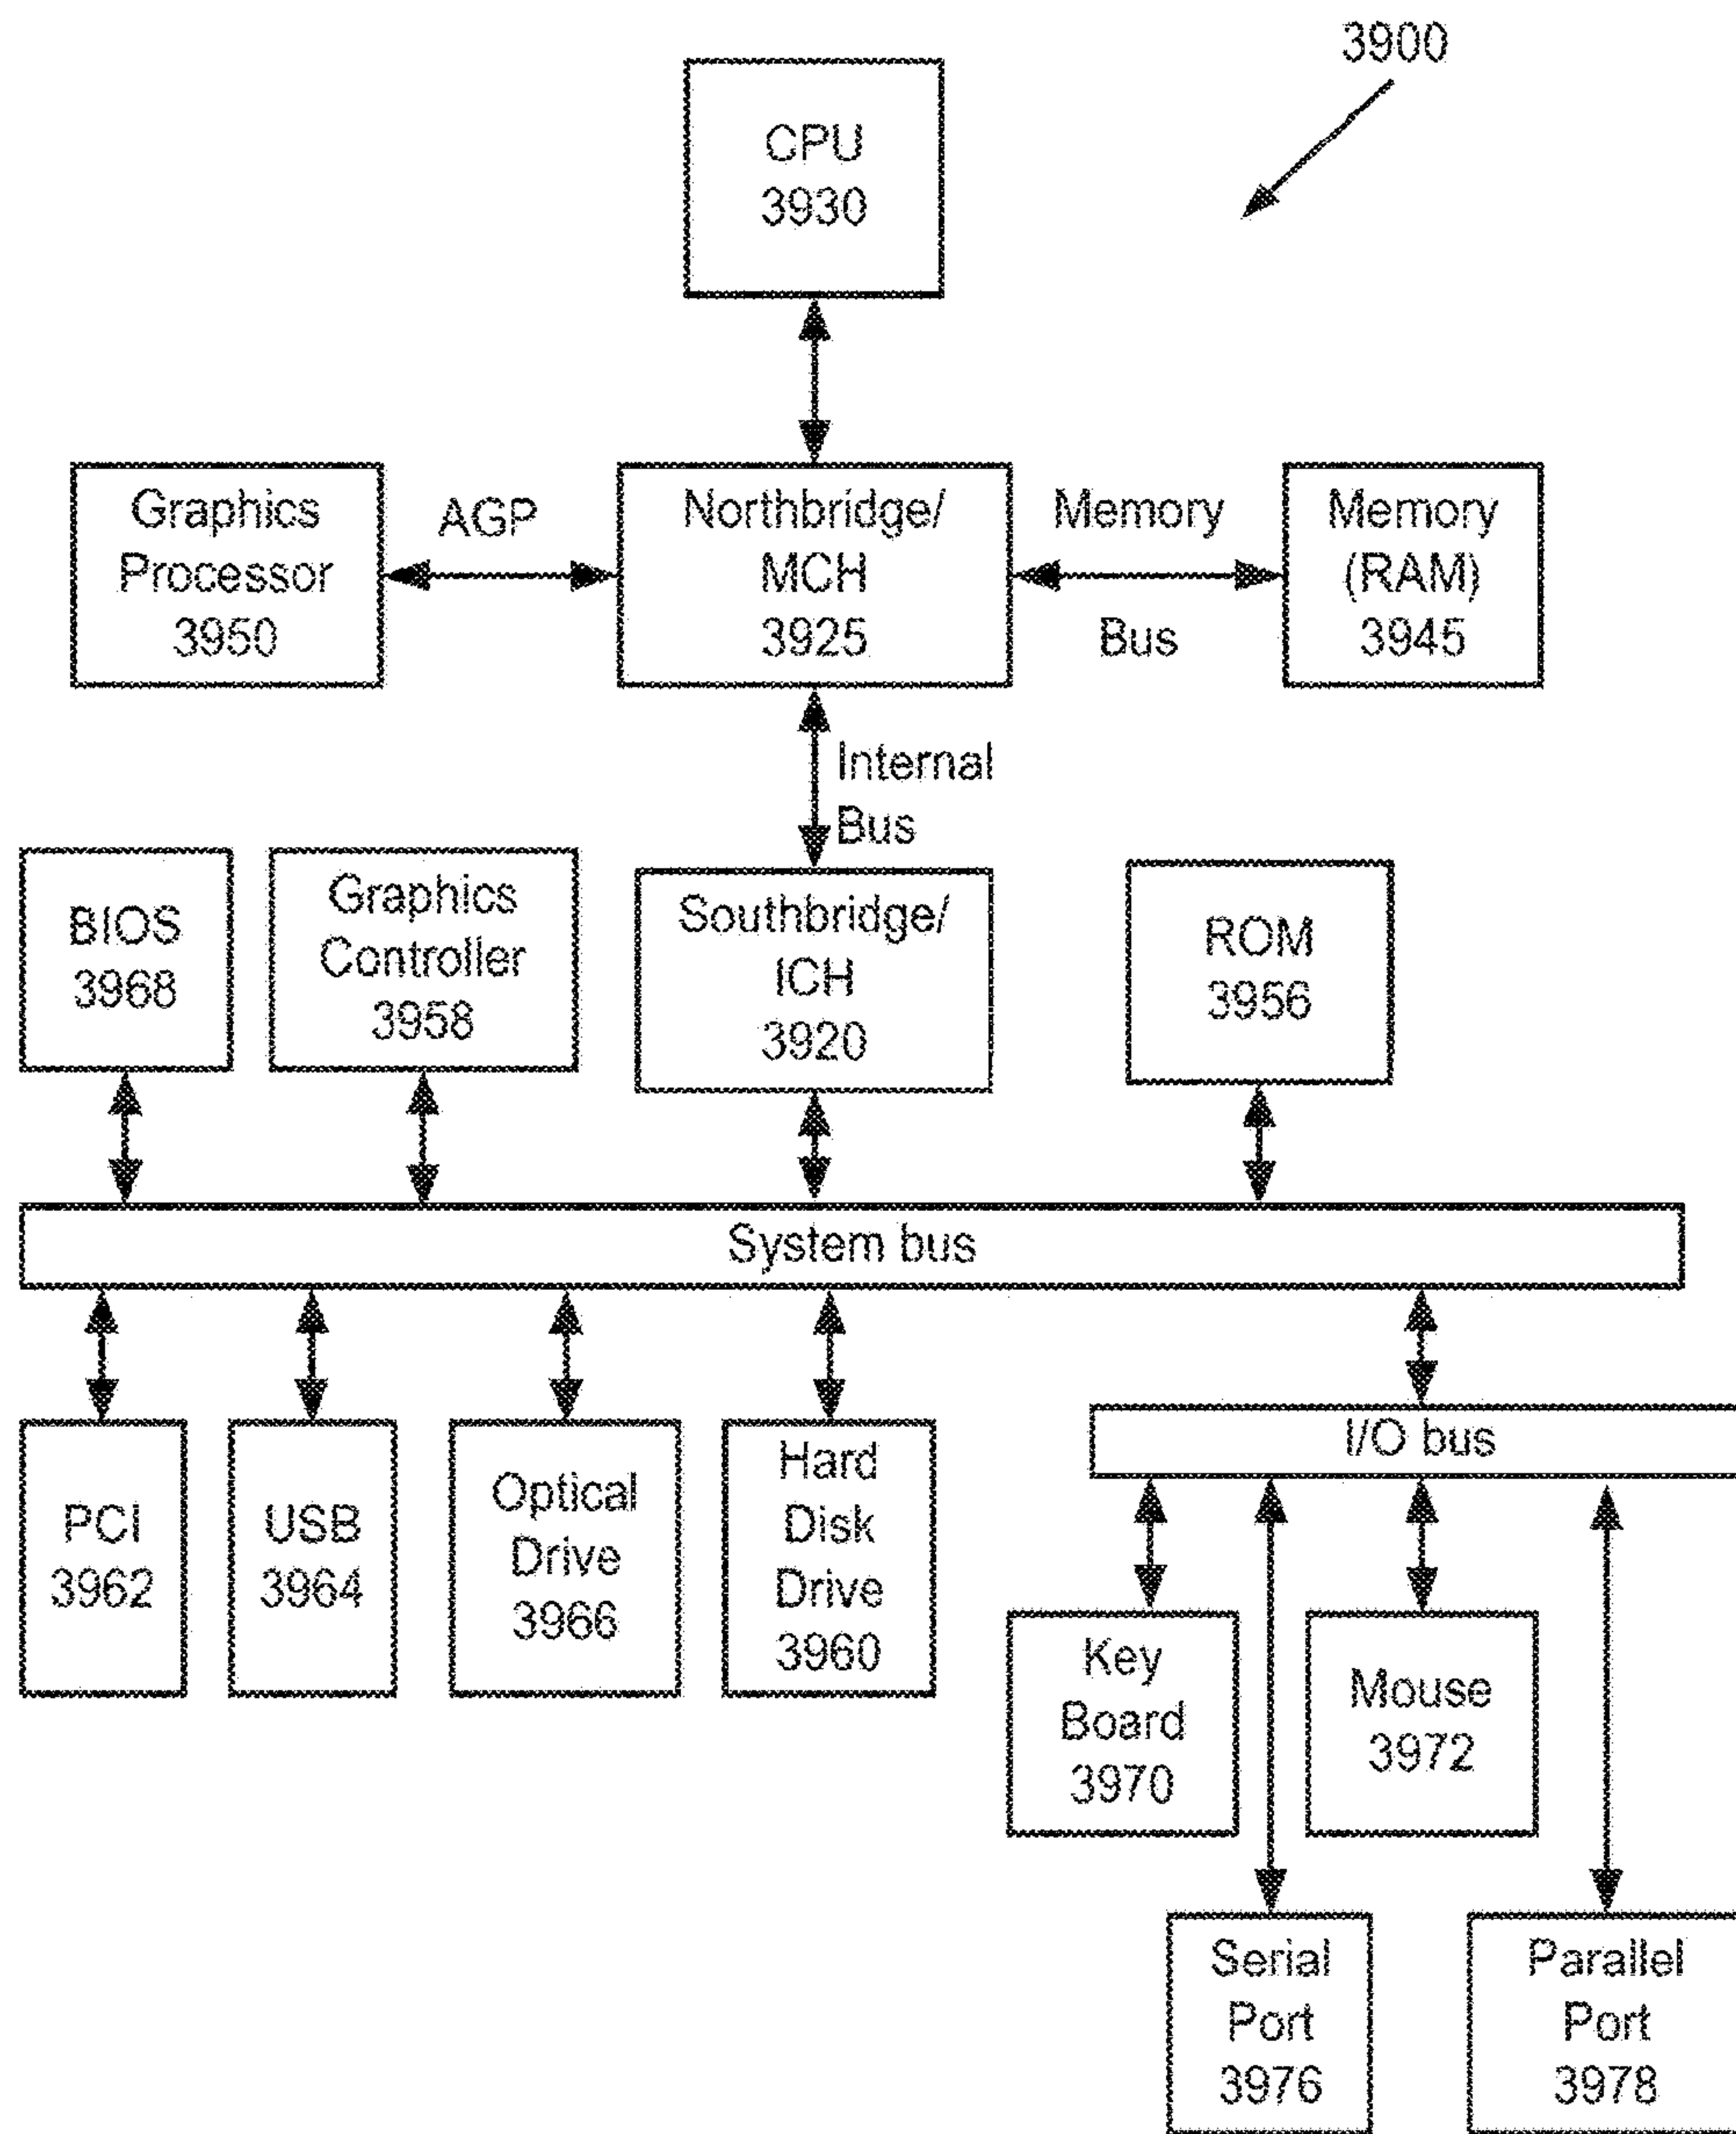 3900
CPU
3930
Graphics
Processor
3950
AGP
Northbridge/
MCH
3925
Memory
Bus
Memory
(RAM)
3945
Internal
Bus
BIOS
3968
Graphics
Controller
3958
Southbridge/
ICH
3920
ROM
3956
System bus
PCI
3962
USB
3964
Optical
Drive
3966
Hard
Disk
Drive
3960
I/O bus
Key
Board
3970
Mouse
3972
Serial
Port
3976
Parallel
Port
3978